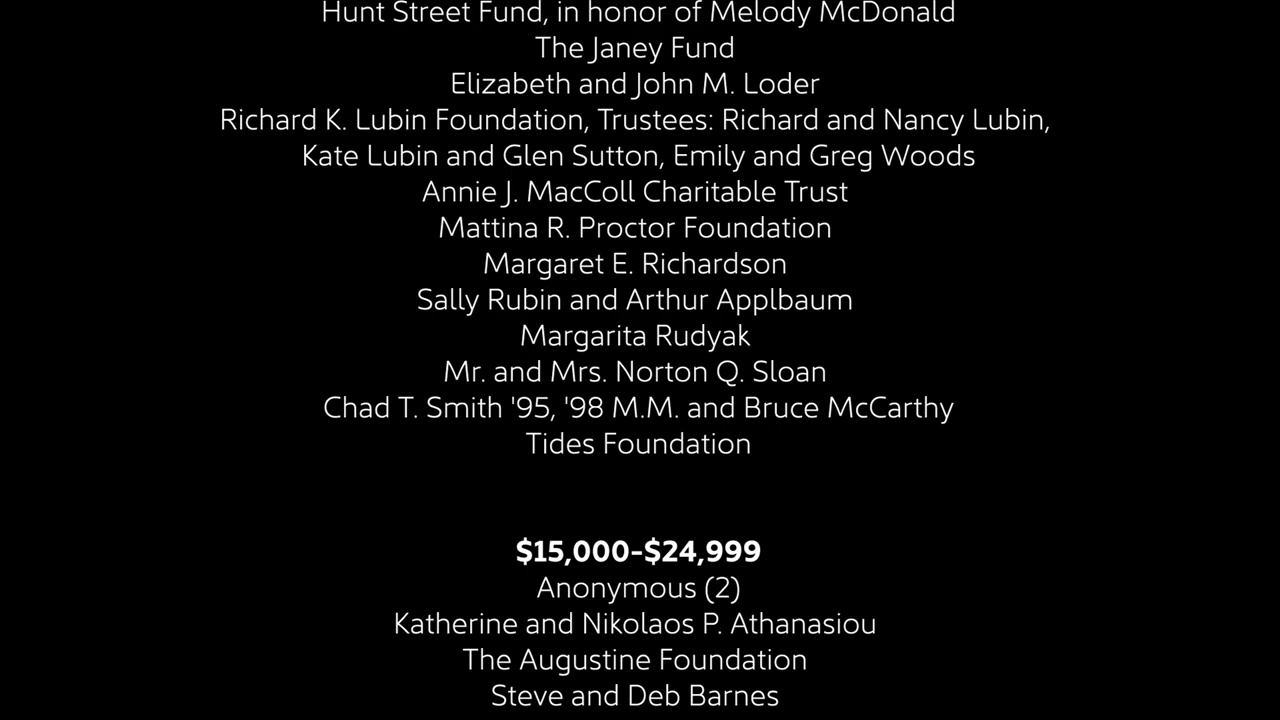 Hunt Street Fund, in honor of Melody McDonald
The Janey Fund
Elizabeth and John M. Loder
Richard K. Lubin Foundation, Trustees: Richard and Nancy Lubin,
Kate Lubin and Glen Sutton, Emily and Greg Woods
Annie J. MacColl Charitable Trust
Mattina R. Proctor Foundation
Margaret E. Richardson
Sally Rubin and Arthur Applbaum
Margarita Rudyak
Mr. and Mrs. Norton Q. Sloan
Chad T. Smith '95, '98 M.M. and Bruce McCarthy
Tides Foundation
$15,000-$24,999
Anonymous (2)
Katherine and Nikolaos P. Athanasiou
The Augustine Foundation
Steve and Deb Barnes